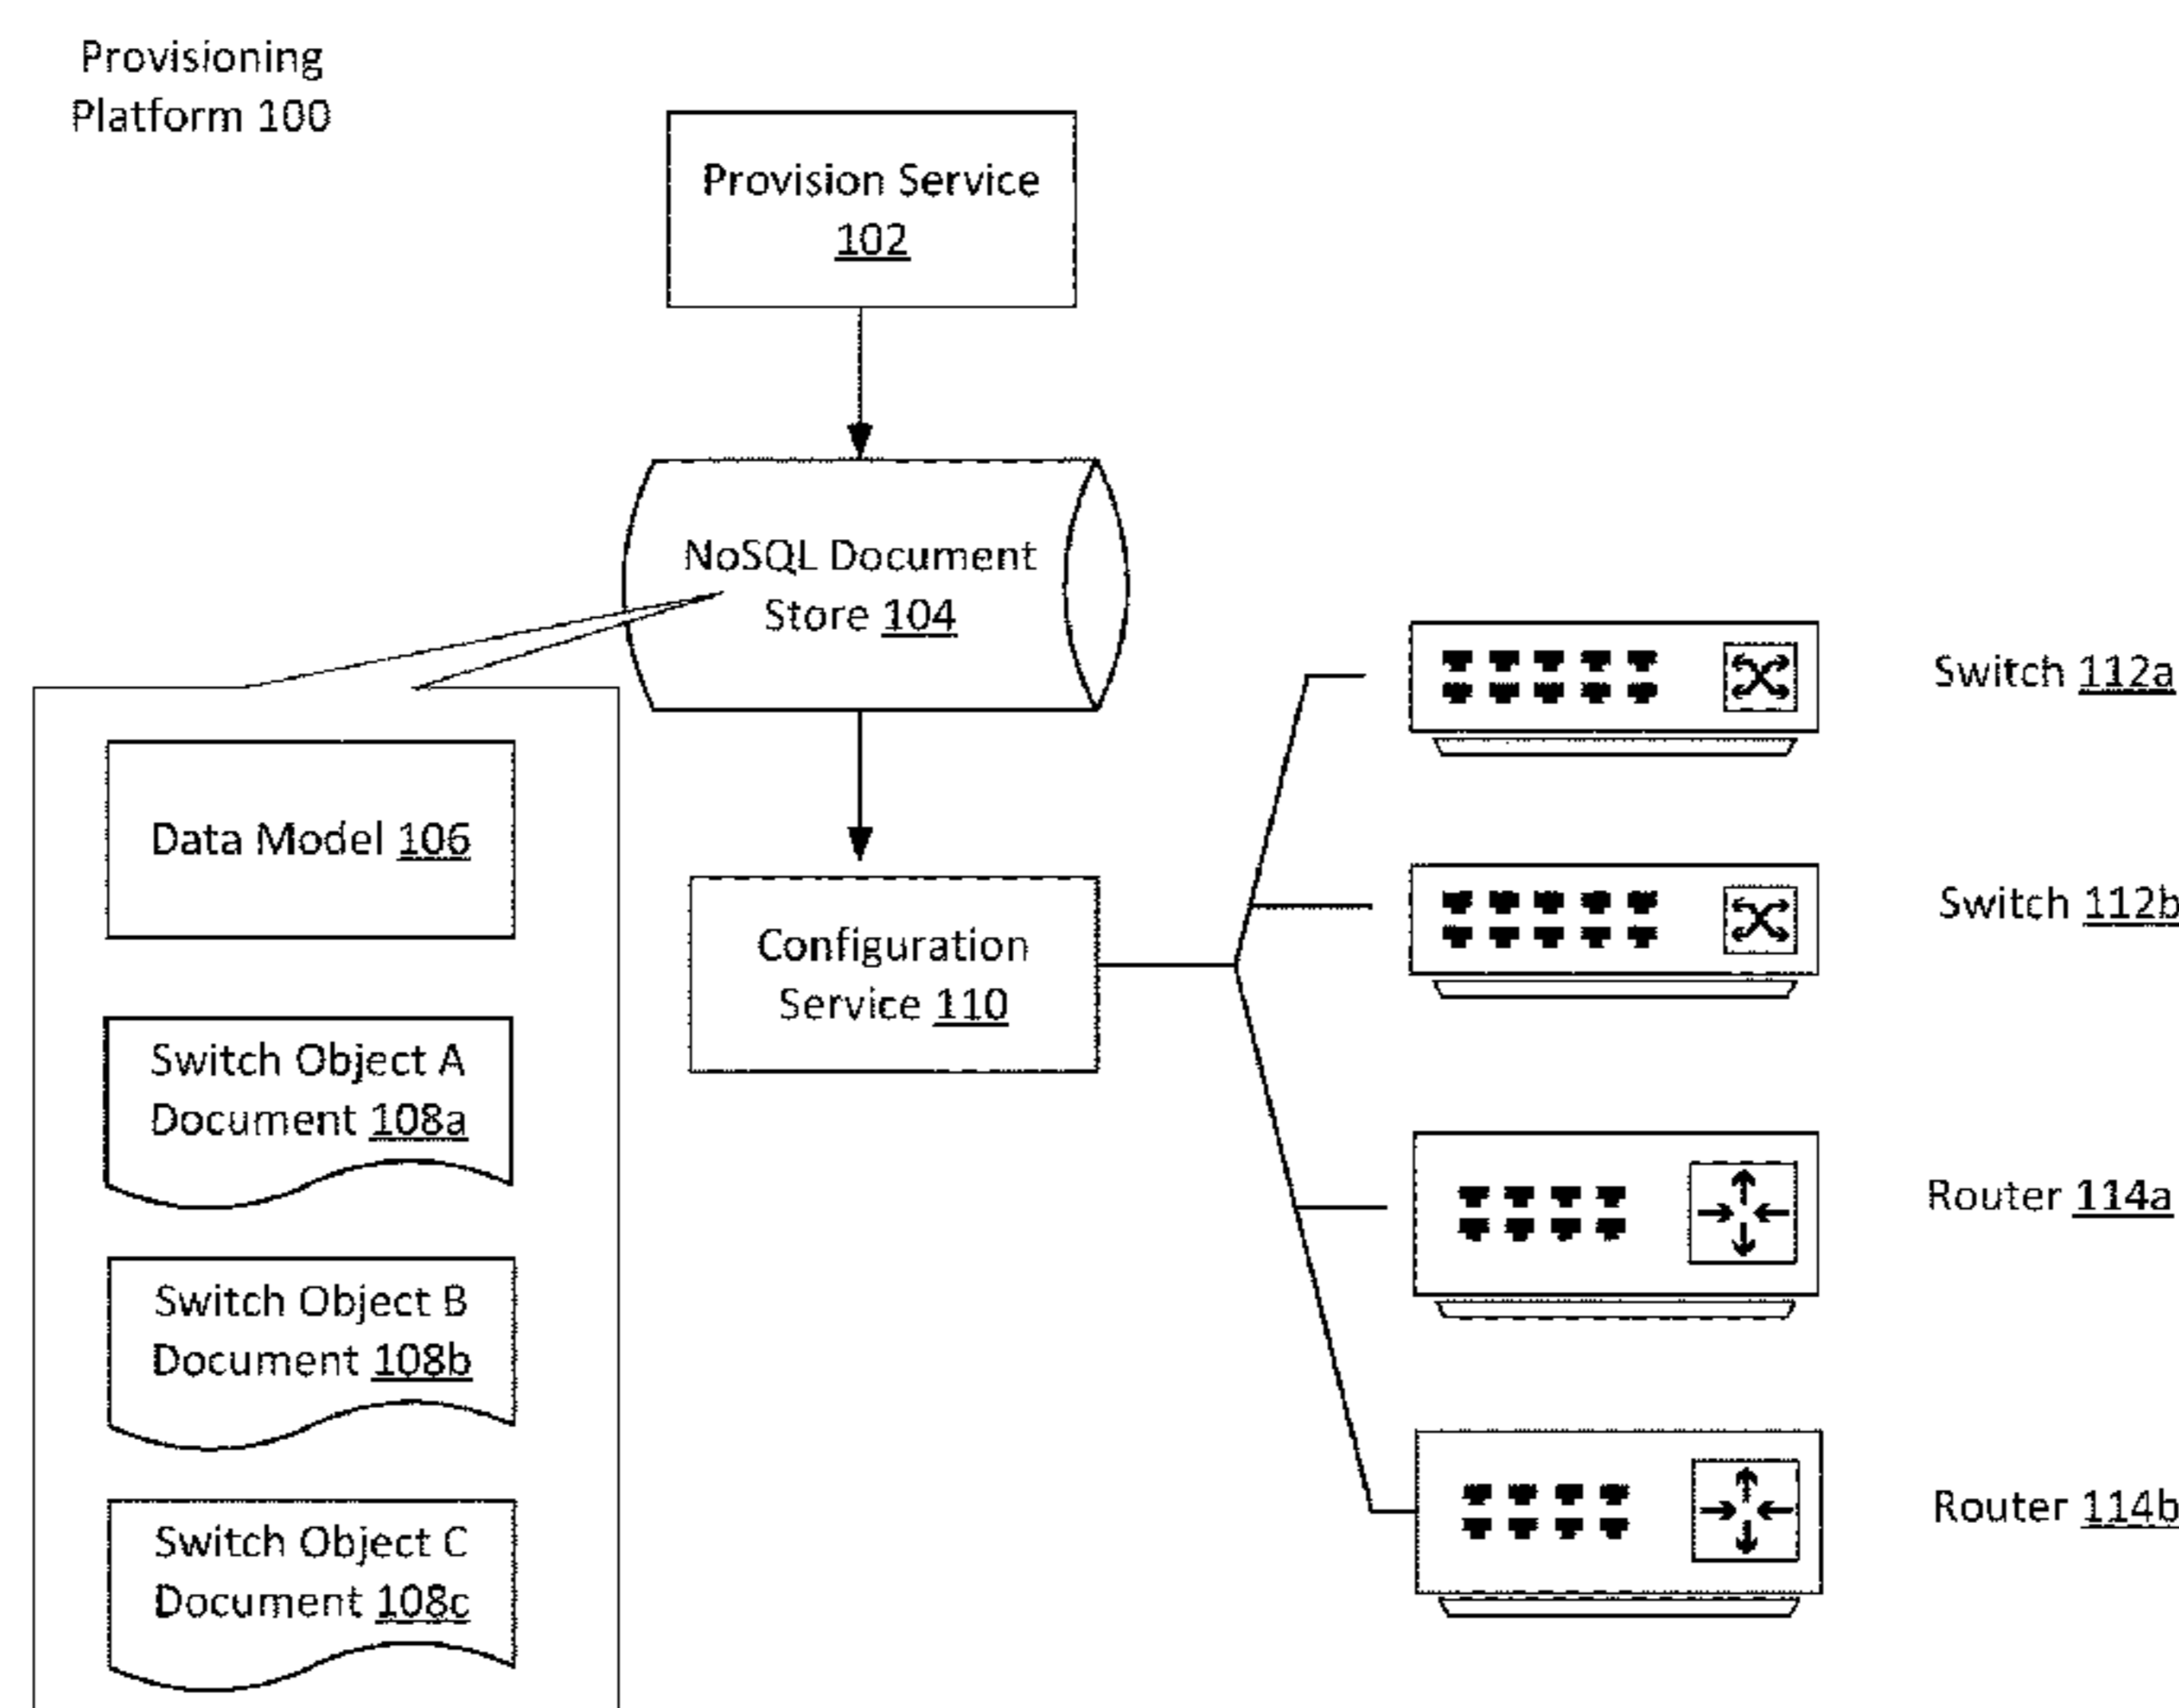 Provisioning
Platform 100
Provision Service
102
NoSQL Document
Store 104
Data Model 106
Switch Object A
Document 108a
Switch Object B
Document 108b
Switch Object C
Document 108c
Configuration
Service 110
Switch 112a
Switch 112b
Router 114a
Router 114b